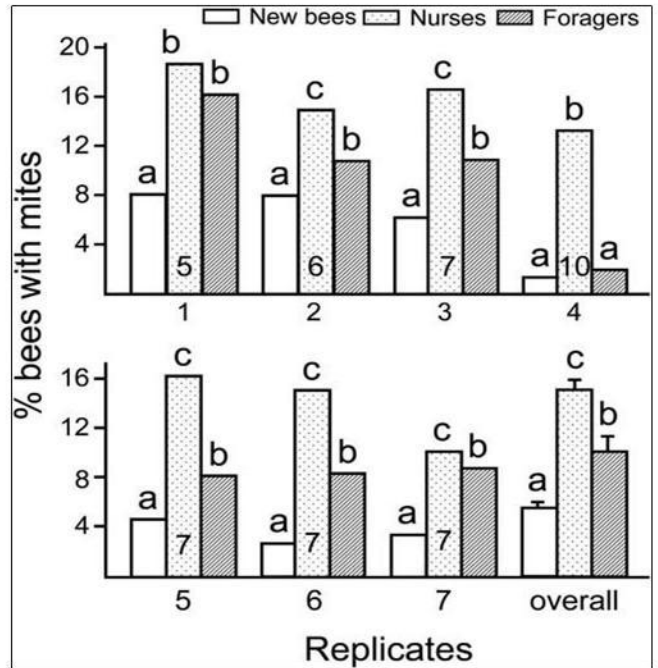 New bees Nurses Foragers
% bees with mites
20
16
12
8
4
a b b
a c b
a c b
a b a
5 6 7 10
1 2 3 4
16
12
8
4
a c b
a c b
a c b
a c b
7 7 7
5 6 7 overall
Replicates